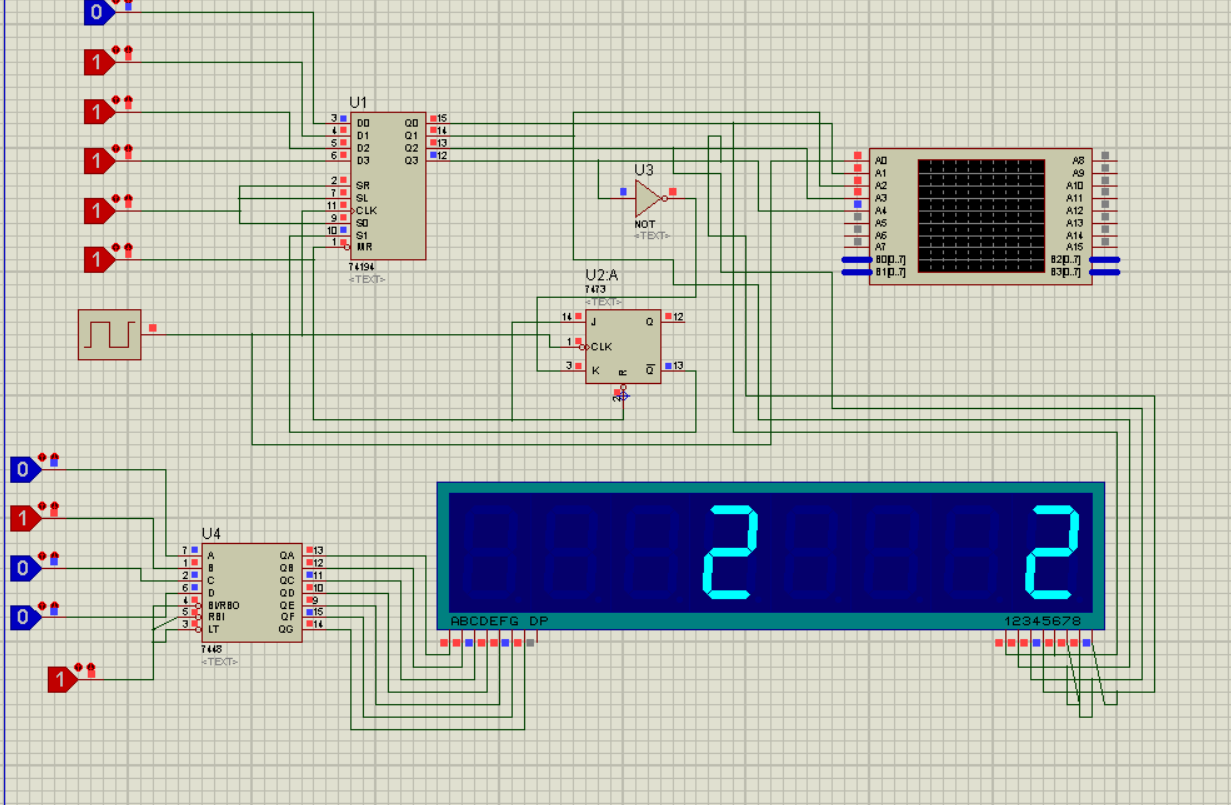 0
1
1
1
1
1
U1
3 D0 Q0 15
4 D1 Q1 14
5 D2 Q2 13
6 D3 Q3 12
2 SR
7 SL
11 CLK
9 S0
10 S1
1 MR
74194
<TEXT>
U3
NOT
<TEXT>
A0 A8
A1 A9
A2 A10
A3 A11
A4 A12
A5 A13
A6 A14
A7 A15
B0[0..7] B2[0..7]
B1[0..7] B3[0..7]
U2:A
7473
<TEXT>
14 J Q 12
1 CLK
3 K R Q 13
2
0
1
0
0
1
U4
7 A QA 13
1 B QB 12
2 C QC 11
6 D QD 10
4 BI/RBO QE 9
5 RBI QF 15
3 LT QG 14
7448
<TEXT>
2 2
ABCDEFG DP 12345678